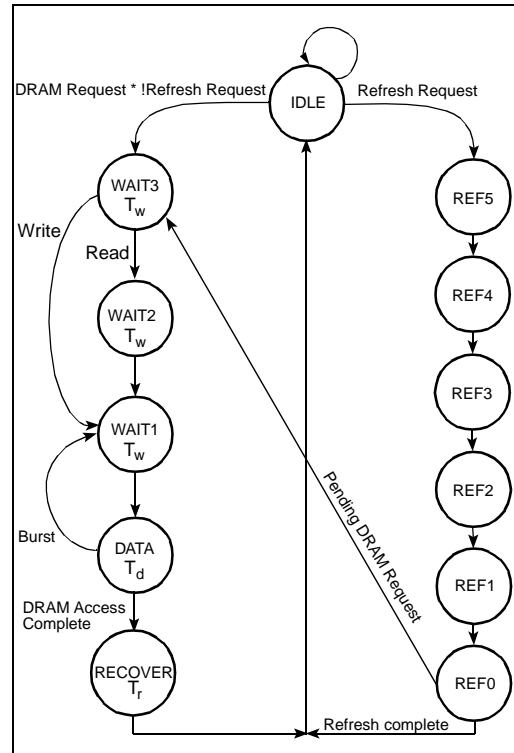 IDLE
DRAM Request * !Refresh Request
Refresh Request
WAIT3
Tw
REF5
Write
Read
REF4
WAIT2
Tw
REF3
WAIT1
Tw
REF2
Pending DRAM Request
Burst
DATA
Td
REF1
DRAM Access
Complete
RECOVER
Tr
REF0
Refresh complete